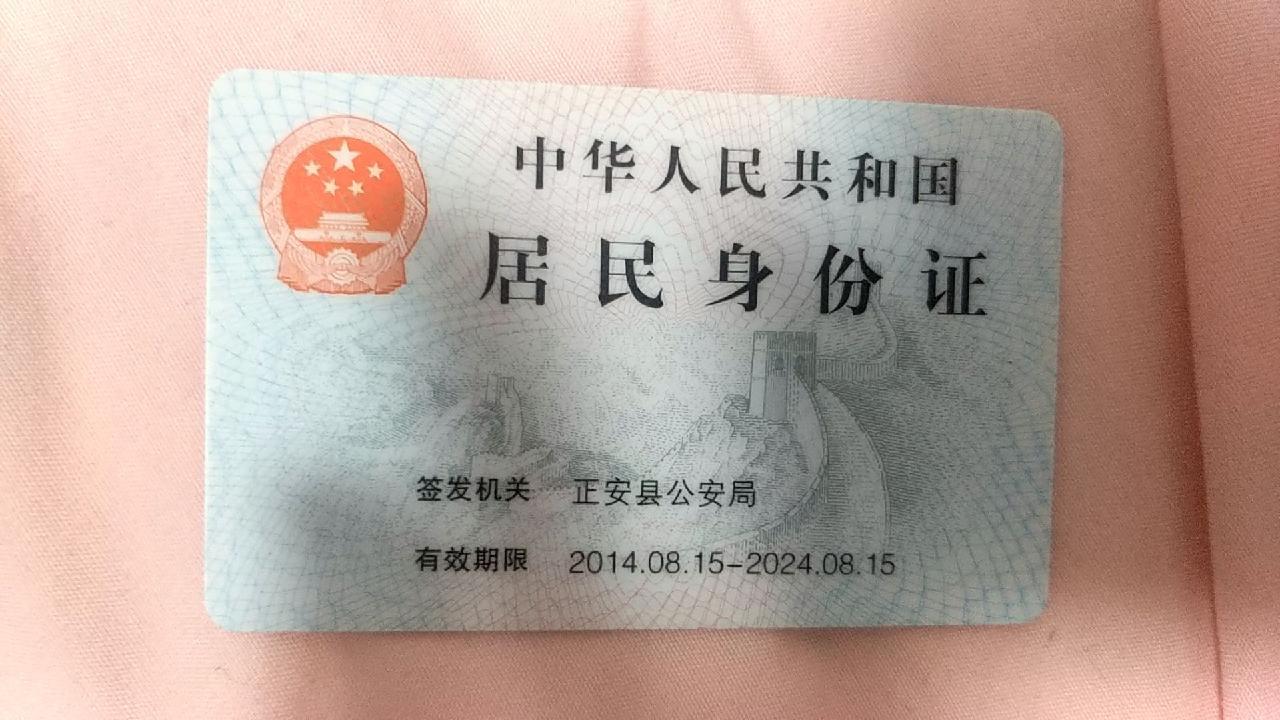 中华人民共和国
居民身份证
签发机关 正安县公安局
有效期限 2014.08.15-2024.08.15